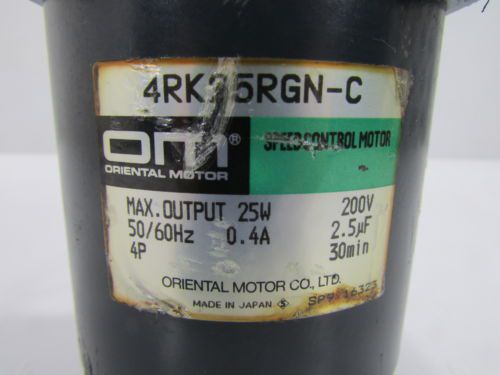 4RK25RGN-C
om®
ORIENTAL MOTOR
SPEED CONTROL MOTOR
MAX.OUTPUT 25W 200V
50/60Hz 0.4A 2.5µF
4P 30min
ORIENTAL MOTOR CO., LTD.
MADE IN JAPAN Ⓢ